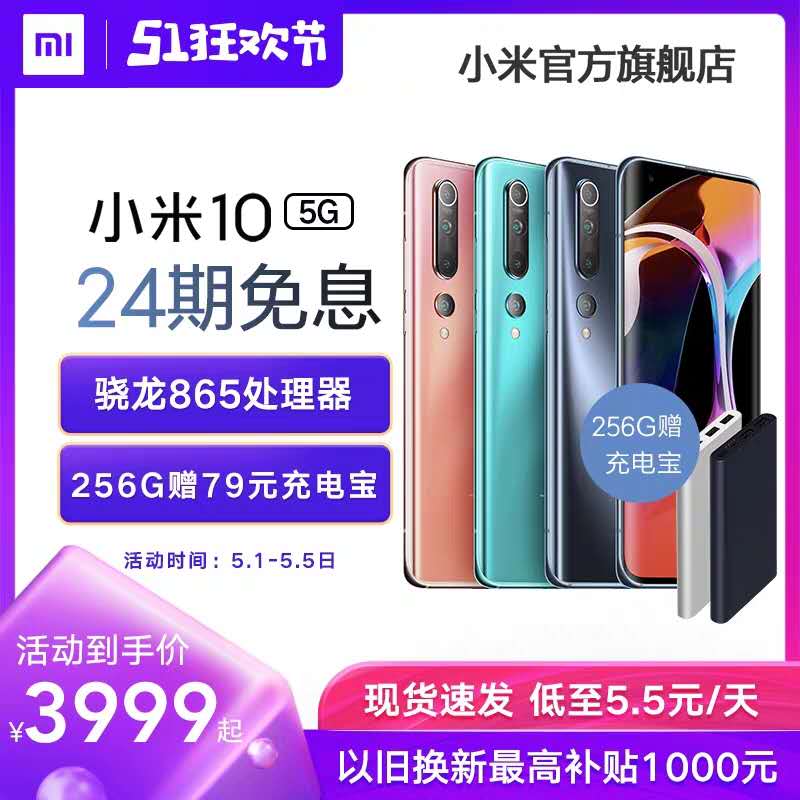 mi
51狂欢节
小米官方旗舰店
小米10 5G
24期免息
骁龙865处理器
256G赠79元充电宝
活动时间：5.1-5.5日
256G赠
充电宝
活动到手价
¥3999起
现货速发 低至5.5元/天
以旧换新最高补贴1000元